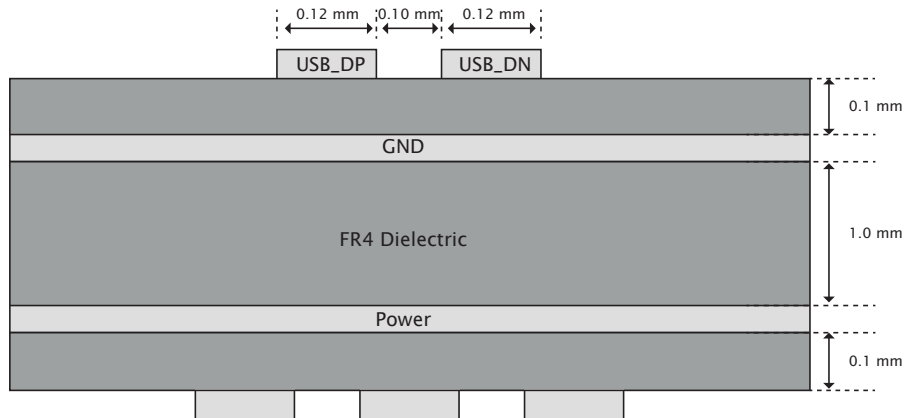 0.12 mm 0.10 mm 0.12 mm
USB_DP USB_DN
0.1 mm
GND
1.0 mm
FR4 Dielectric
Power
0.1 mm